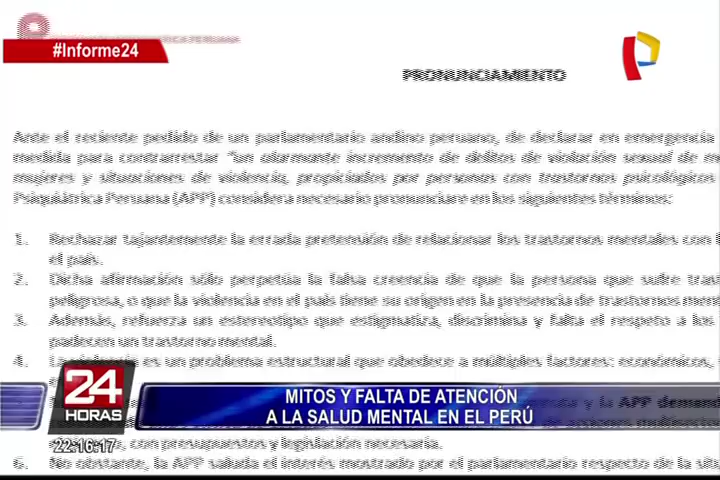 PSIQUIÁTRICA PERUANA
#Informe24
PRONUNCIAMIENTO
Ante el reciente pedido de un parlamentario andino peruano, de declarar en emergencia
medida para contrarrestar "un alarmante incremento de delitos de violación sexual de
mujeres y situaciones de violencia, propiciados por personas con trastornos psicológicos
Psiquiátrica Peruana (APP) considera necesario pronunciare en los siguientes términos:
1. Rechazar tajantemente la errada pretensión de relacionar los trastornos mentales con
el país.
2. Dicha afirmación sólo perpetúa la falsa creencia de que la persona que sufre
peligrosa, o que la violencia en el país tiene su origen en la presencia de trastornos
3. Además, refuerza un estereotipo que estigmatiza, discrimina y falta el respeto a los
padecen un trastorno mental.
4. La violencia es un problema estructural que obedece a múltiples factores: económicos,
y la APP
con presupuestos y legislación necesaria.
6. No obstante, la APP saluda el interés mostrado por el parlamentario respecto de la
24
HORAS
MITOS Y FALTA DE ATENCIÓN
A LA SALUD MENTAL EN EL PERÚ
22:16:17